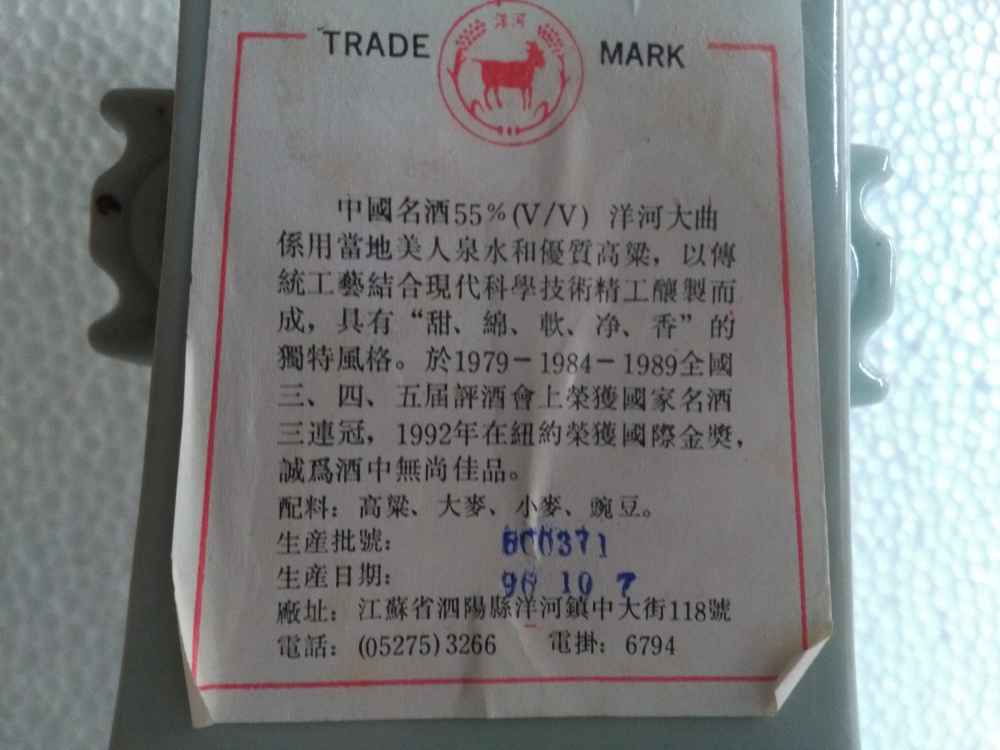 洋河
TRADE MARK
中國名酒55%(V/V) 洋河大曲
係用當地美人泉水和優質高粱，以傳
統工藝結合現代科學技術精工釀製而
成，具有“甜、綿、軟、净、香”的
獨特風格。於1979－1984－1989全國
三、四、五届評酒會上榮獲國家名酒
三連冠，1992年在紐約榮獲國際金奬，
誠爲酒中無尚佳品。
配料：高粱、大麥、小麥、豌豆。
生産批號：
生産日期：96 10 7
廠址：江蘇省泗陽縣洋河鎮中大街118號
電話：(05275)3266 電掛：6794